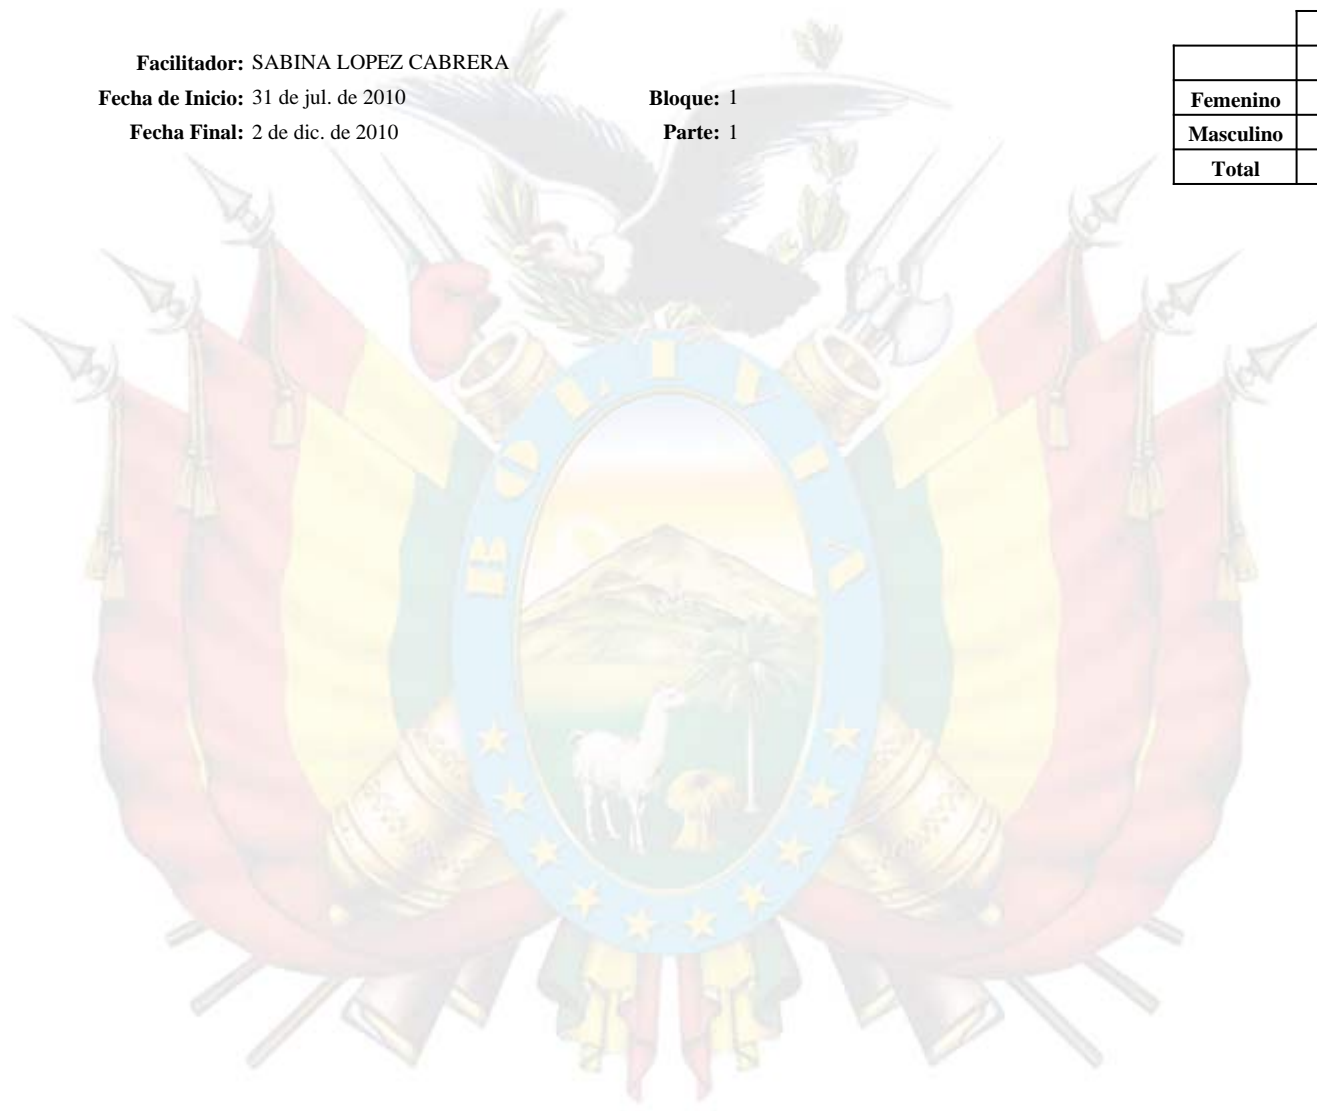 Facilitador: SABINA LOPEZ CABRERA
Fecha de Inicio: 31 de jul. de 2010 Bloque: 1
Fecha Final: 2 de dic. de 2010 Parte: 1
Femenino
Masculino
Total
BOLIVIA